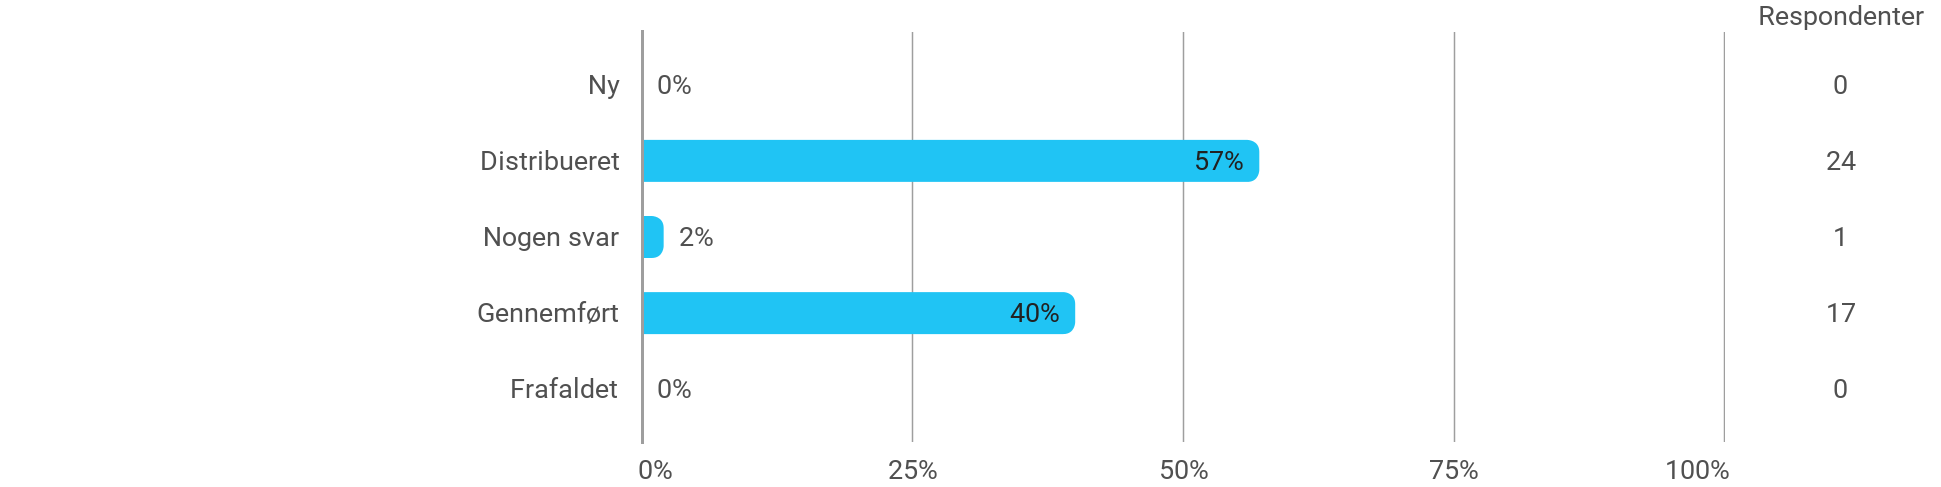 Respondenter
Ny 0% 0
Distribueret 57% 24
Nogen svar 2% 1
Gennemført 40% 17
Frafaldet 0% 0
0% 25% 50% 75% 100%